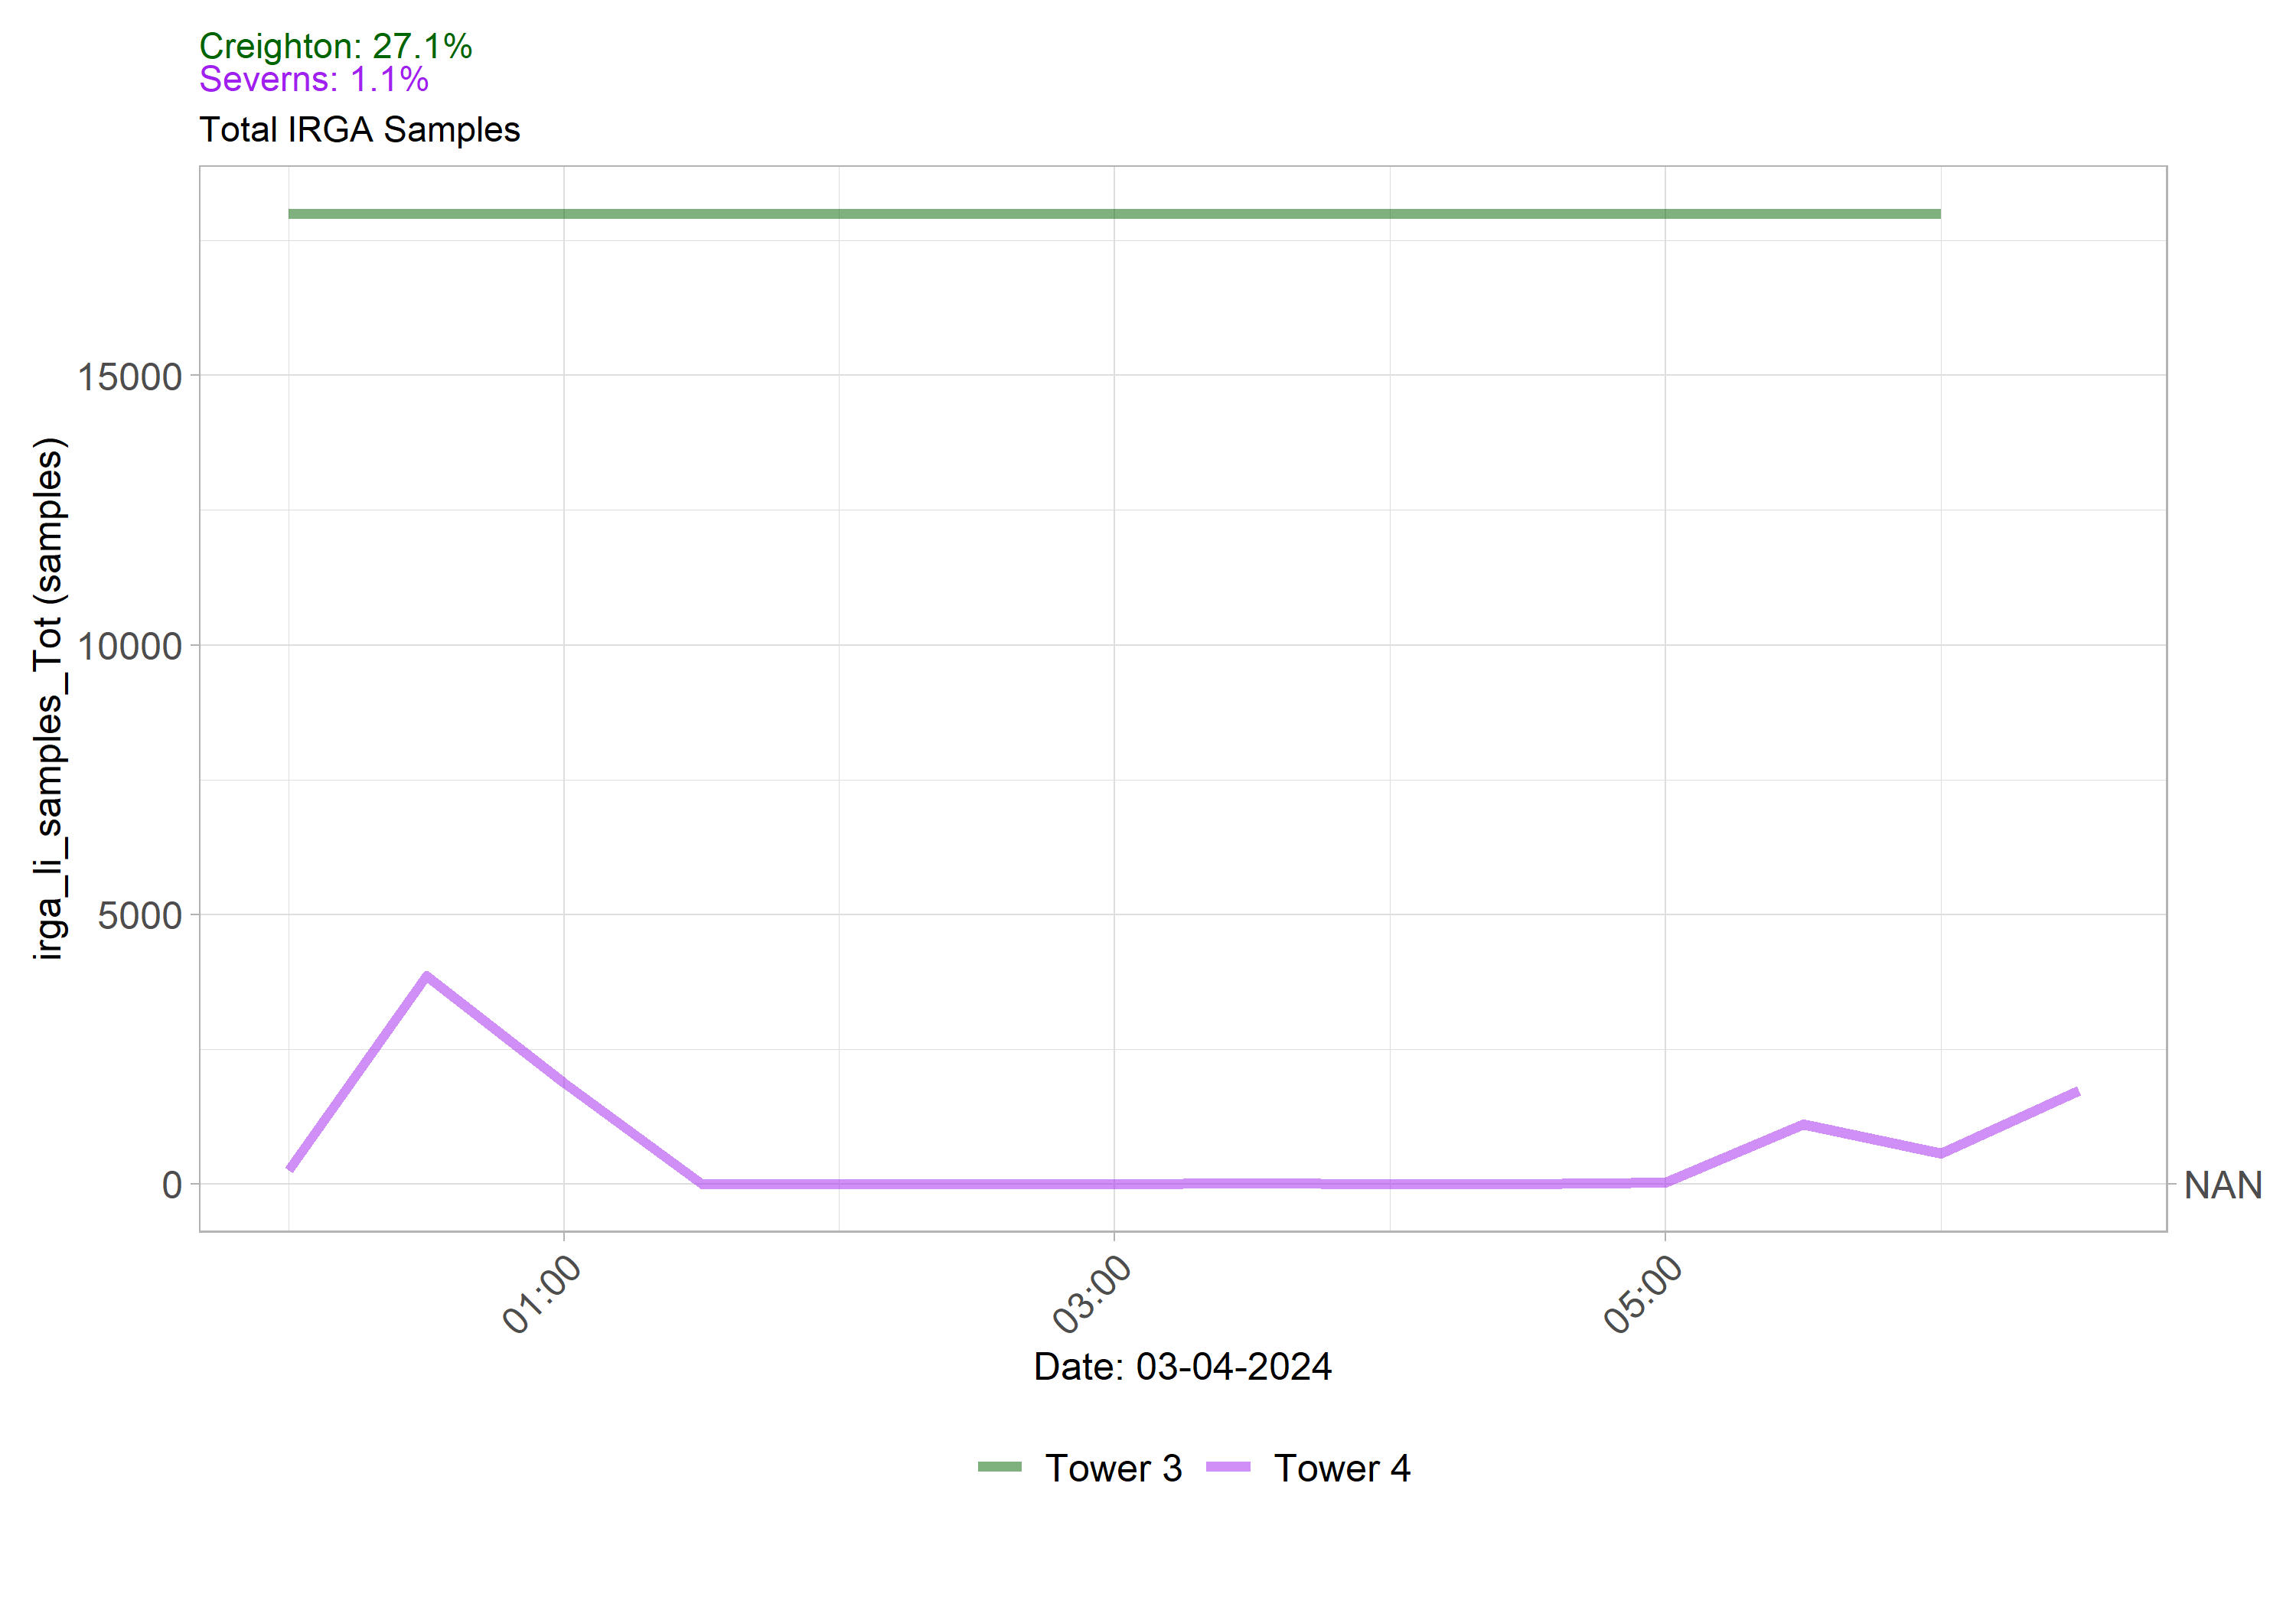 Creighton: 27.1%
Severns: 1.1%
Total IRGA Samples
irga_li_samples_Tot (samples)
15000
10000
5000
0
NAN
01:00
03:00
05:00
Date: 03-04-2024
Tower 3
Tower 4